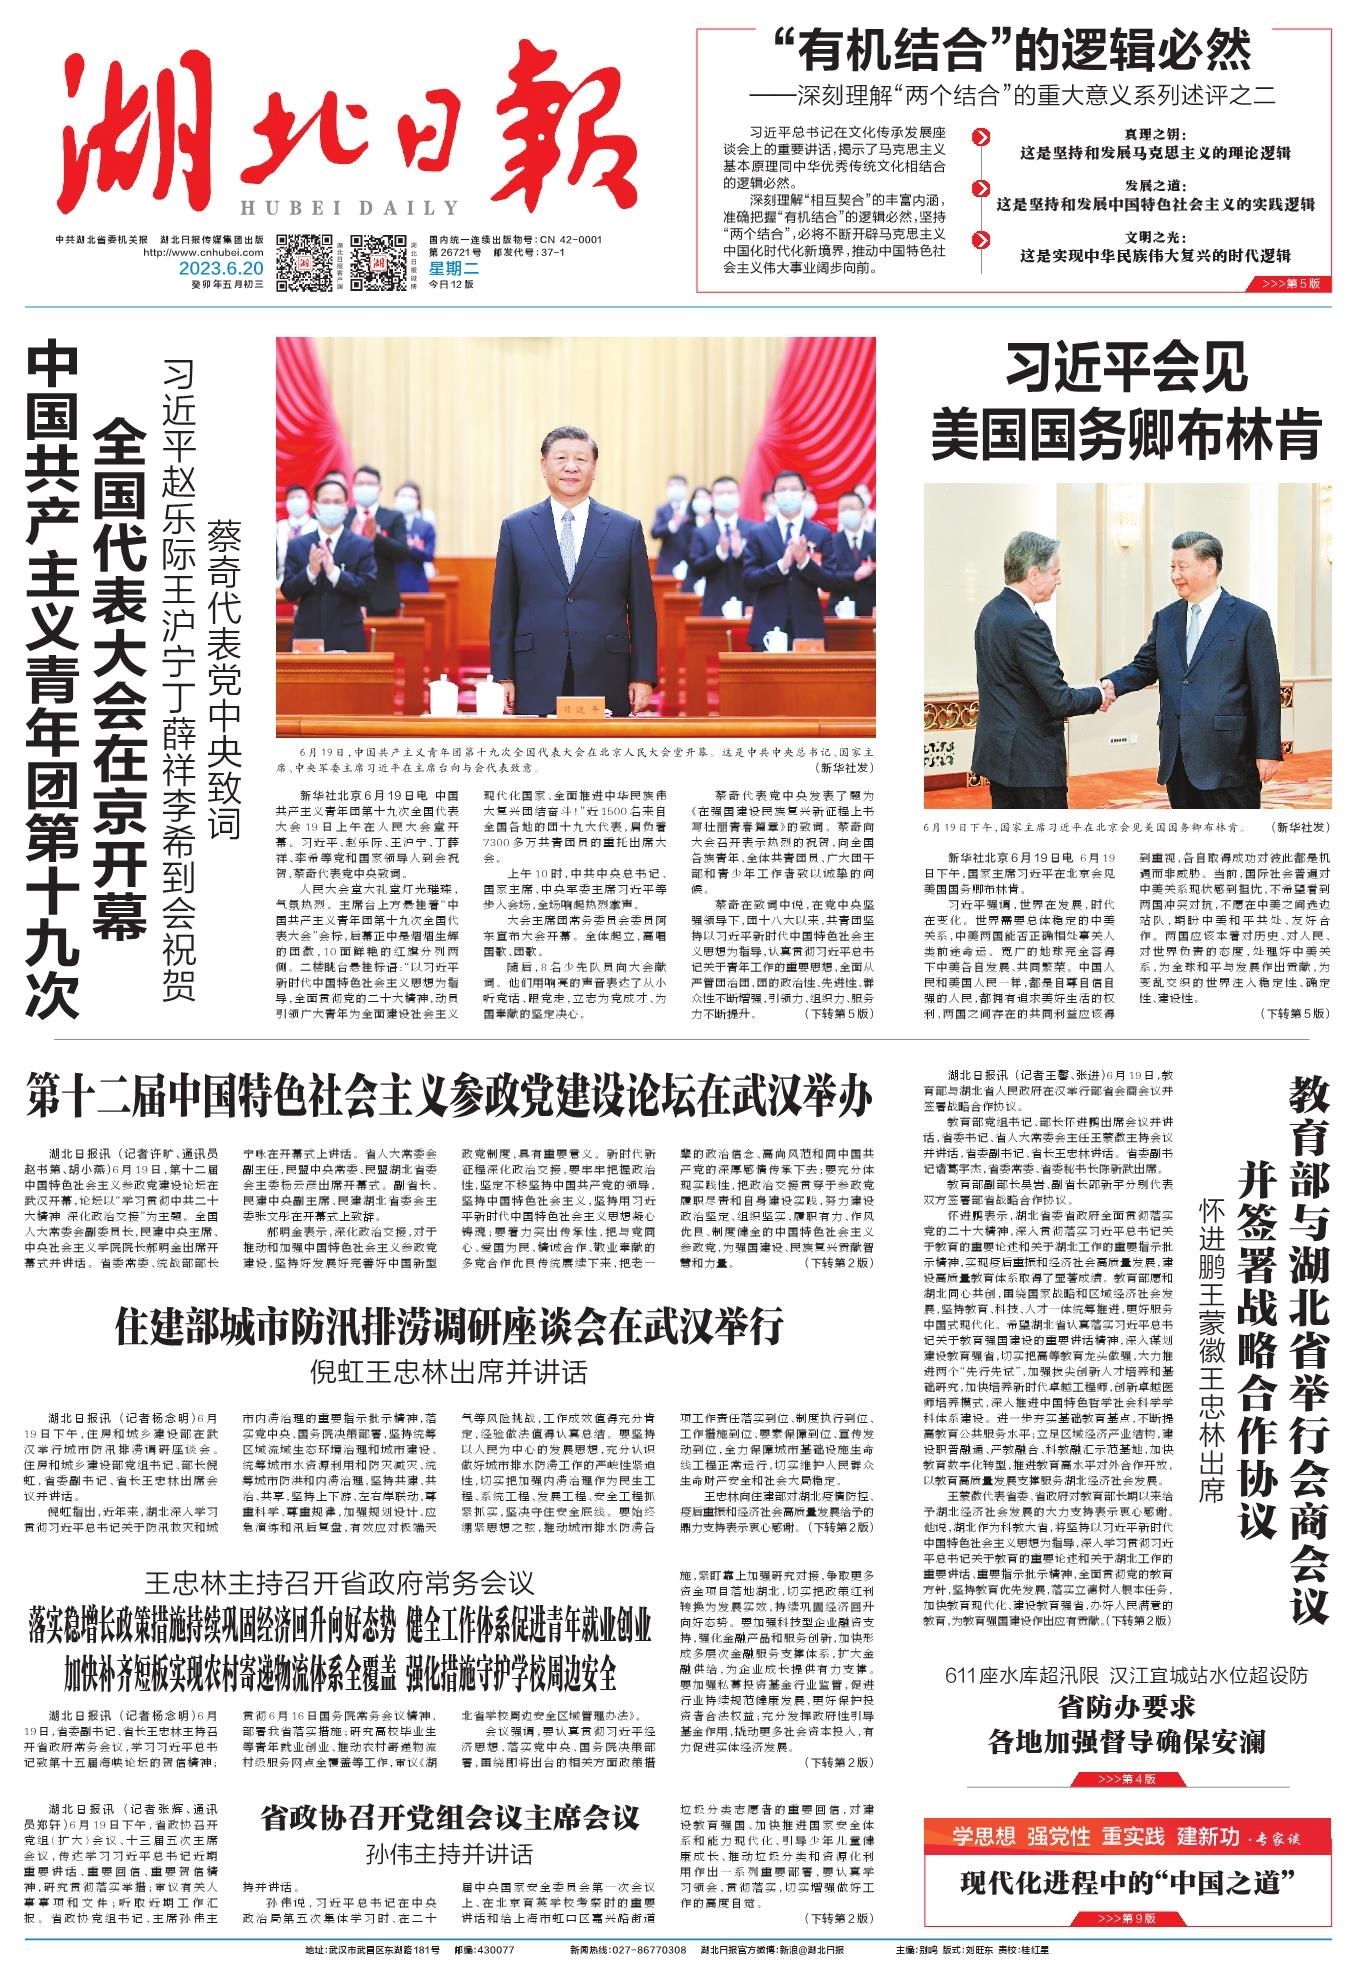 湖北日报
HUBEI DAILY
中共湖北省委机关报 湖北日报传媒集团出版
http://www.cnhubei.com
2023.6.20
癸卯年五月初三
湖北日报客户端
湖北日报微博
国内统一连续出版物号：CN 42-0001
第26721号 邮发代号：37-1
星期二
今日12版
“有机结合”的逻辑必然
——深刻理解“两个结合”的重大意义系列述评之二
习近平总书记在文化传承发展座
谈会上的重要讲话，揭示了马克思主义
基本原理同中华优秀传统文化相结合
的逻辑必然。
深刻理解“相互契合”的丰富内涵，
准确把握“有机结合”的逻辑必然，坚持
“两个结合”，必将不断开辟马克思主义
中国化时代化新境界，推动中国特色社
会主义伟大事业阔步向前。
真理之钥：
这是坚持和发展马克思主义的理论逻辑
发展之道：
这是坚持和发展中国特色社会主义的实践逻辑
文明之光：
这是实现中华民族伟大复兴的时代逻辑
>>>第5版
中国共产主义青年团第十九次
全国代表大会在京开幕
习近平赵乐际王沪宁丁薛祥李希到会祝贺
蔡奇代表党中央致词
习近平
6月19日，中国共产主义青年团第十九次全国代表大会在北京人民大会堂开幕。这是中共中央总书记、国家主
席、中央军委主席习近平在主席台向与会代表致意。 （新华社发）
新华社北京6月19日电 中国
共产主义青年团第十九次全国代表
大会19日上午在人民大会堂开
幕。习近平、赵乐际、王沪宁、丁薛
祥、李希等党和国家领导人到会祝
贺，蔡奇代表党中央致词。
人民大会堂大礼堂灯光璀璨，
气氛热烈。主席台上方悬挂着“中
国共产主义青年团第十九次全国代
表大会”会标，后幕正中是熠熠生辉
的团徽，10面鲜艳的红旗分列两
侧。二楼眺台悬挂标语：“以习近平
新时代中国特色社会主义思想为指
导，全面贯彻党的二十大精神，动员
引领广大青年为全面建设社会主义
现代化国家、全面推进中华民族伟
大复兴团结奋斗！”近1500名来自
全国各地的团十九大代表，肩负着
7300多万共青团员的重托出席大
会。
上午10时，中共中央总书记、
国家主席、中央军委主席习近平等
步入会场，全场响起热烈掌声。
大会主席团常务委员会委员阿
东宣布大会开幕。全体起立，高唱
国歌、团歌。
随后，8名少先队员向大会献
词。他们用响亮的声音表达了从小
听党话、跟党走，立志为党成才、为
国奉献的坚定决心。
蔡奇代表党中央发表了题为
《在强国建设民族复兴新征程上书
写壮丽青春篇章》的致词。蔡奇向
大会召开表示热烈的祝贺，向全国
各族青年、全体共青团员、广大团干
部和青少年工作者致以诚挚的问
候。
蔡奇在致词中说，在党中央坚
强领导下，团十八大以来，共青团坚
持以习近平新时代中国特色社会主
义思想为指导，认真贯彻习近平总书
记关于青年工作的重要思想，全面从
严管团治团，团的政治性、先进性、群
众性不断增强，引领力、组织力、服务
力不断提升。 （下转第5版）
习近平会见
美国国务卿布林肯
6月19日下午，国家主席习近平在北京会见美国国务卿布林肯。 （新华社发）
新华社北京6月19日电 6月19
日下午，国家主席习近平在北京会见
美国国务卿布林肯。
习近平强调，世界在发展，时代
在变化。世界需要总体稳定的中美
关系，中美两国能否正确相处事关人
类前途命运。宽广的地球完全容得
下中美各自发展、共同繁荣。中国人
民和美国人民一样，都是自尊自信自
强的人民，都拥有追求美好生活的权
利，两国之间存在的共同利益应该得
到重视，各自取得成功对彼此都是机
遇而非威胁。当前，国际社会普遍对
中美关系现状感到担忧，不希望看到
两国冲突对抗，不愿在中美之间选边
站队，期盼中美和平共处、友好合
作。两国应该本着对历史、对人民、
对世界负责的态度，处理好中美关
系，为全球和平与发展作出贡献，为
变乱交织的世界注入稳定性、确定
性、建设性。
（下转第5版）
第十二届中国特色社会主义参政党建设论坛在武汉举办
湖北日报讯（记者许旷、通讯员
赵书第、胡小燕）6月19日，第十二届
中国特色社会主义参政党建设论坛在
武汉开幕，论坛以“学习贯彻中共二十
大精神 深化政治交接”为主题。全国
人大常委会副委员长，民建中央主席、
中央社会主义学院院长郝明金出席开
幕式并讲话。省委常委、统战部部长
宁咏在开幕式上讲话。省人大常委会
副主任，民盟中央常委、民盟湖北省委
会主委杨云彦出席开幕式。副省长、
民建中央副主席、民建湖北省委会主
委张文彤在开幕式上致辞。
郝明金表示，深化政治交接，对于
推动和加强中国特色社会主义参政党
建设，坚持好发展好完善好中国新型
政党制度，具有重要意义。新时代新
征程深化政治交接，要牢牢把握政治
性，坚定不移坚持中国共产党的领导，
坚持中国特色社会主义，坚持用习近
平新时代中国特色社会主义思想凝心
铸魂；要着力突出传承性，把与党同
心、爱国为民、精诚合作、敬业奉献的
多党合作优良传统赓续下来，把老一
辈的政治信念、高尚风范和同中国共
产党的深厚感情传承下去；要充分体
现实践性，把政治交接贯穿于参政党
履职尽责和自身建设实践，努力建设
政治坚定、组织坚实、履职有力、作风
优良、制度健全的中国特色社会主义
参政党，为强国建设、民族复兴贡献智
慧和力量。 （下转第2版）
住建部城市防汛排涝调研座谈会在武汉举行
倪虹王忠林出席并讲话
湖北日报讯（记者杨念明）6月
19日下午，住房和城乡建设部在武
汉举行城市防汛排涝调研座谈会。
住房和城乡建设部党组书记、部长倪
虹，省委副书记、省长王忠林出席会
议并讲话。
倪虹指出，近年来，湖北深入学习
贯彻习近平总书记关于防汛救灾和城
市内涝治理的重要指示批示精神，落
实党中央、国务院决策部署，坚持统筹
区域流域生态环境治理和城市建设、
统筹城市水资源利用和防灾减灾、统
筹城市防洪和内涝治理，坚持共建、共
治、共享，坚持上下游、左右岸联动，尊
重科学，尊重规律，加强规划设计、应
急演练和汛后复盘，有效应对极端天
气等风险挑战，工作成效值得充分肯
定，经验做法值得认真总结。要坚持
以人民为中心的发展思想，充分认识
做好城市排水防涝工作的严峻性紧迫
性，切实把加强内涝治理作为民生工
程、系统工程、发展工程、安全工程抓
紧抓实，坚决守住安全底线。要始终
绷紧思想之弦，推动城市排水防涝各
项工作责任落实到位、制度执行到位、
工作措施到位、要素保障到位、宣传发
动到位，全力保障城市基础设施生命
线工程正常运行，切实维护人民群众
生命财产安全和社会大局稳定。
王忠林向住建部对湖北疫情防控、
疫后重振和经济社会高质量发展给予的
鼎力支持表示衷心感谢。（下转第2版）
王忠林主持召开省政府常务会议
落实稳增长政策措施持续巩固经济回升向好态势 健全工作体系促进青年就业创业
加快补齐短板实现农村寄递物流体系全覆盖 强化措施守护学校周边安全
湖北日报讯（记者杨念明）6月
19日，省委副书记、省长王忠林主持召
开省政府常务会议，学习习近平总书
记致第十五届海峡论坛的贺信精神；
贯彻6月16日国务院常务会议精神，
部署我省落实措施；研究高校毕业生
等青年就业创业、推动农村寄递物流
村级服务网点全覆盖等工作，审议《湖
北省学校周边安全区域管理办法》。
会议强调，要认真贯彻习近平经
济思想，落实党中央、国务院决策部
署，围绕即将出台的相关方面政策措
施，紧盯靠上加强研究对接，争取更多
资金项目落地湖北，切实把政策红利
转换为发展实效，持续巩固经济回升
向好态势。要加强科技型企业融资支
持，强化金融产品和服务创新，加快形
成多层次金融服务支撑体系，扩大金
融供给，为企业成长提供有力支撑。
要加强私募投资基金行业监管，促进
行业持续规范健康发展，更好保护投
资者合法权益；充分发挥政府性引导
基金作用，撬动更多社会资本投入，有
力促进实体经济发展。
（下转第2版）
省政协召开党组会议主席会议
孙伟主持并讲话
湖北日报讯（记者张辉、通讯
员郑轩）6月19日下午，省政协召开
党组（扩大）会议、十三届五次主席
会议，传达学习习近平总书记近期
重要讲话、重要回信、重要贺信精
神，研究贯彻落实举措；审议有关人
事事项和文件；听取近期工作汇
报。省政协党组书记、主席孙伟主
持并讲话。
孙伟说，习近平总书记在中央
政治局第五次集体学习时、在二十
届中央国家安全委员会第一次会议
上、在北京育英学校考察时的重要
讲话和给上海市虹口区嘉兴路街道
垃圾分类志愿者的重要回信，对建
设教育强国、加快推进国家安全体
系和能力现代化、引导少年儿童健
康成长、推动垃圾分类和资源化利
用作出一系列重要部署，要认真学
习领会、贯彻落实，切实增强做好工
作的高度自觉。
（下转第2版）
教育部与湖北省举行会商会议
并签署战略合作协议
怀进鹏王蒙徽王忠林出席
湖北日报讯（记者王馨、张进）6月19日，教
育部与湖北省人民政府在汉举行部省会商会议并
签署战略合作协议。
教育部党组书记、部长怀进鹏出席会议并讲
话，省委书记、省人大常委会主任王蒙徽主持会议
并讲话，省委副书记、省长王忠林讲话。省委副书
记诸葛宇杰，省委常委、省委秘书长陈新武出席。
教育部副部长吴岩、副省长邵新宇分别代表
双方签署部省战略合作协议。
怀进鹏表示，湖北省委省政府全面贯彻落实
党的二十大精神，深入贯彻落实习近平总书记关
于教育的重要论述和关于湖北工作的重要指示批
示精神，实现疫后重振和经济社会高质量发展，建
设高质量教育体系取得了显著成绩。教育部愿和
湖北同心共创，围绕国家战略和区域经济社会发
展，坚持教育、科技、人才一体统筹推进，更好服务
中国式现代化。希望湖北省认真落实习近平总书
记关于教育强国建设的重要讲话精神，深入谋划
建设教育强省，切实把高等教育龙头做强，大力推
进两个“先行先试”，加强拔尖创新人才培养和基
础研究，加快培养新时代卓越工程师，创新卓越医
师培养模式，深入推进中国特色哲学社会科学学
科体系建设。进一步夯实基础教育基点，不断提
高教育公共服务水平；立足区域经济产业结构，建
设职普融通、产教融合、科教融汇示范基地，加快
教育数字化转型，推进教育高水平对外合作开放，
以教育高质量发展支撑服务湖北经济社会发展。
王蒙徽代表省委、省政府对教育部长期以来给
予湖北经济社会发展的大力支持表示衷心感谢。
他说，湖北作为科教大省，将坚持以习近平新时代
中国特色社会主义思想为指导，深入学习贯彻习近
平总书记关于教育的重要论述和关于湖北工作的
重要讲话、重要指示批示精神，全面贯彻党的教育
方针，坚持教育优先发展，落实立德树人根本任务，
加快教育现代化、建设教育强省，办好人民满意的
教育，为教育强国建设作出应有贡献。（下转第2版）
611座水库超汛限 汉江宜城站水位超设防
省防办要求
各地加强督导确保安澜
>>>第4版
学思想 强党性 重实践 建新功·专家谈
现代化进程中的“中国之道”
>>>第9版
地址：武汉市武昌区东湖路181号 邮编：430077 新闻热线：027-86770308 湖北日报官方微博：新浪@湖北日报 主编：别鸣 版式：刘旺东 责校：桂红星